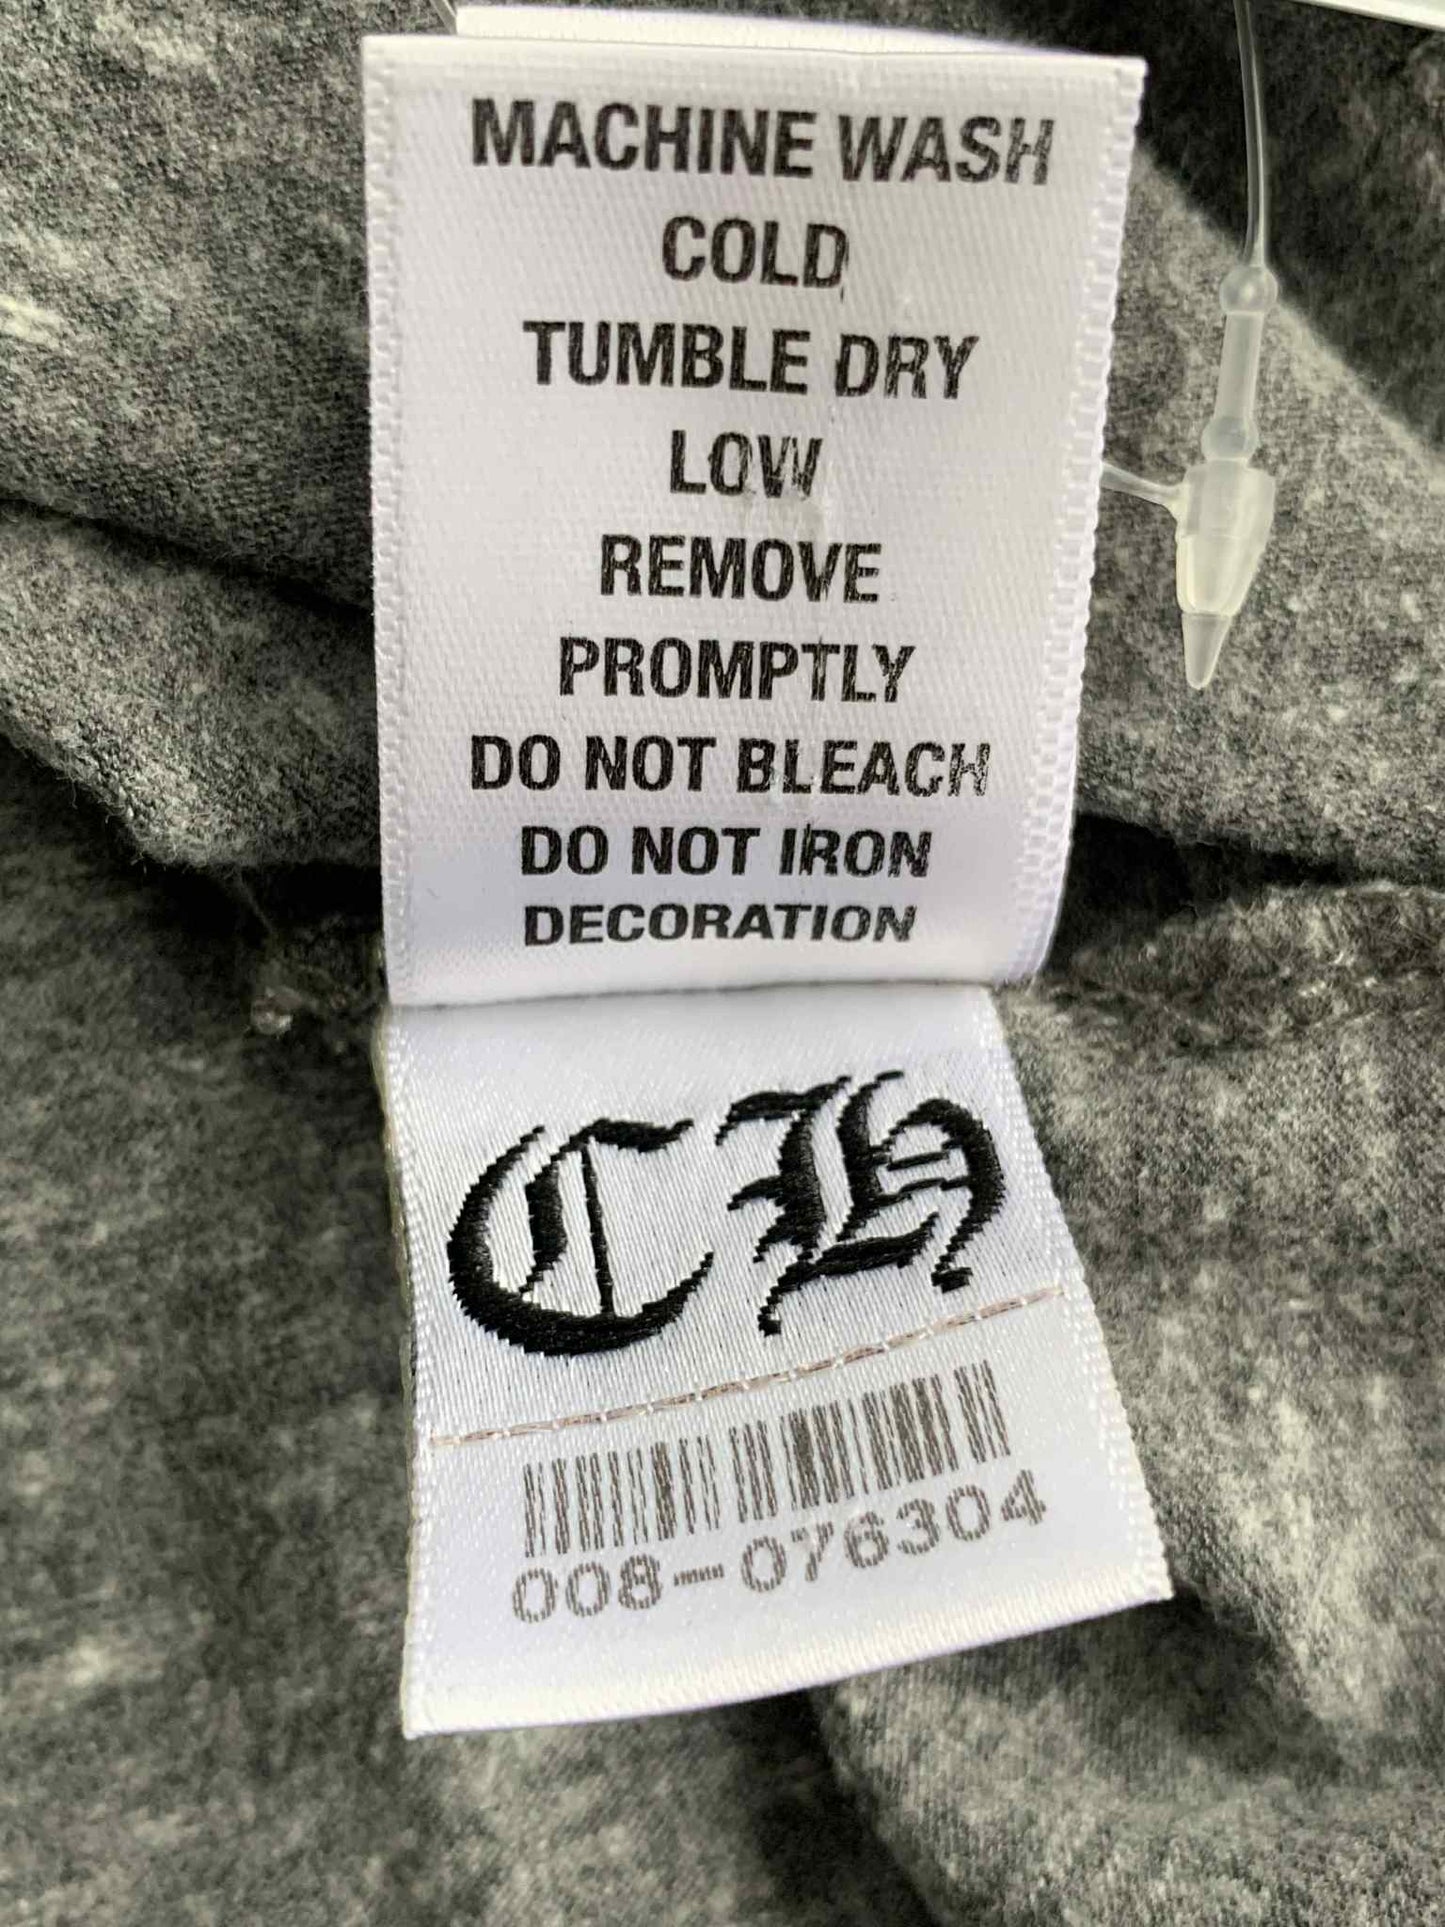 MACHINE WASH
COLD
TUMBLE DRY
LOW
REMOVE
PROMPTLY
DO NOT BLEACH
DO NOT IRON
DECORATION
CH
008-076304